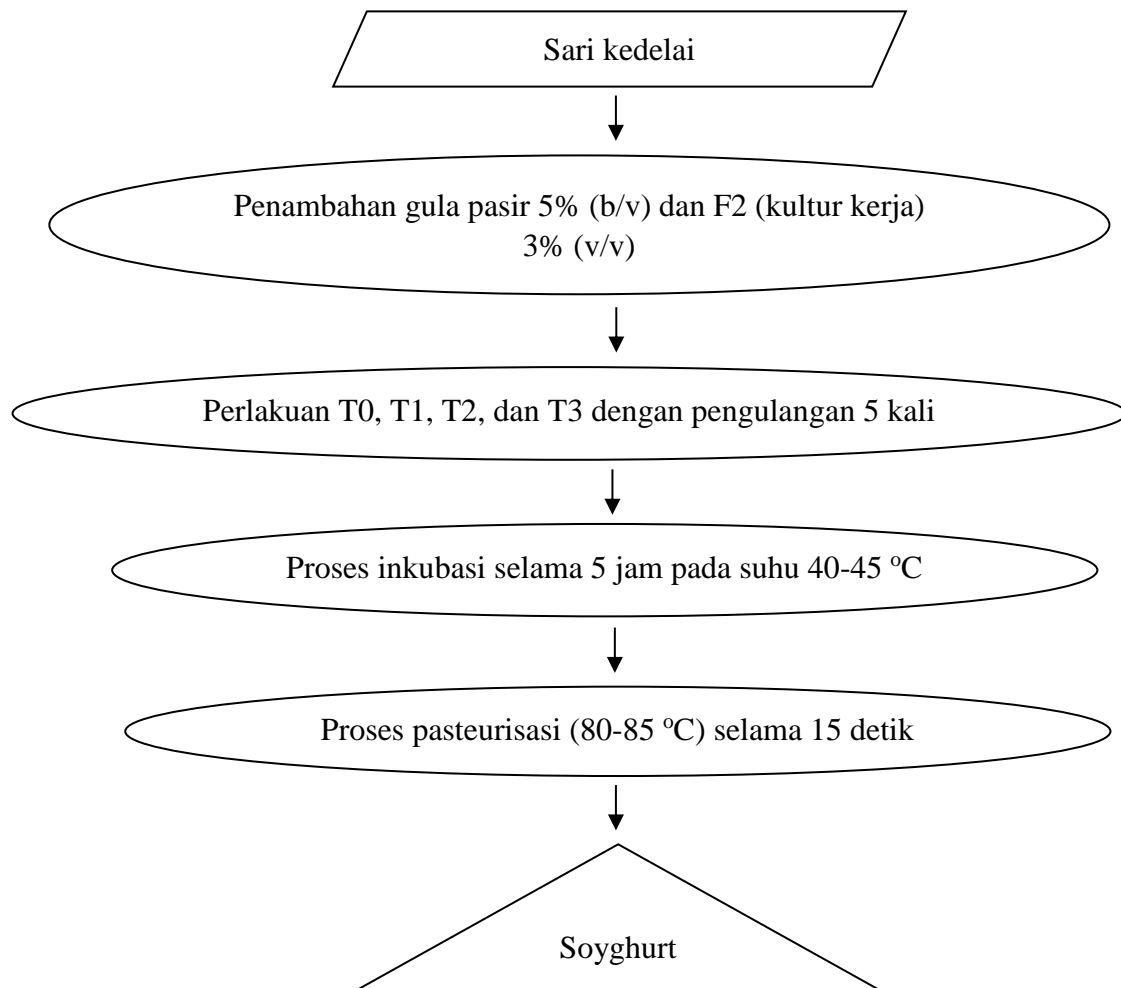 Sari kedelai
Penambahan gula pasir 5% (b/v) dan F2 (kultur kerja)
3% (v/v)
Perlakuan T0, T1, T2, dan T3 dengan pengulangan 5 kali
Proses inkubasi selama 5 jam pada suhu 40-45 ᵒC
Proses pasteurisasi (80-85 ᵒC) selama 15 detik
Soyghurt